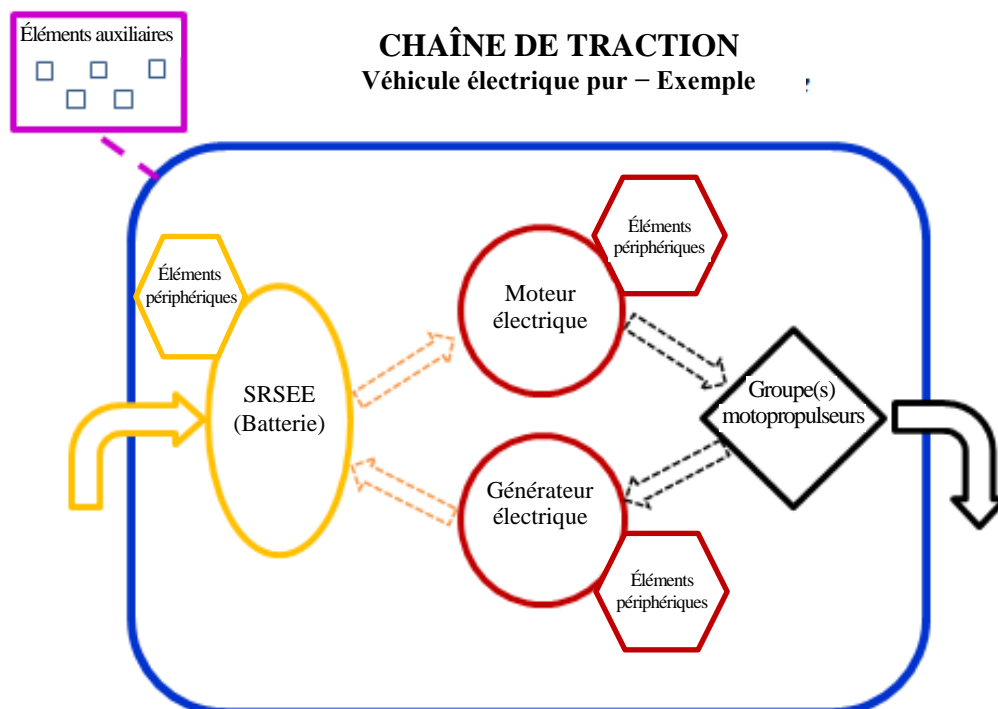 Éléments auxiliaires
CHAÎNE DE TRACTION
Véhicule électrique pur − Exemple
Éléments
périphériques
Éléments
périphériques
Moteur
électrique
SRSEE
(Batterie)
Groupe(s)
motopropulseurs
Générateur
électrique
Éléments
périphériques